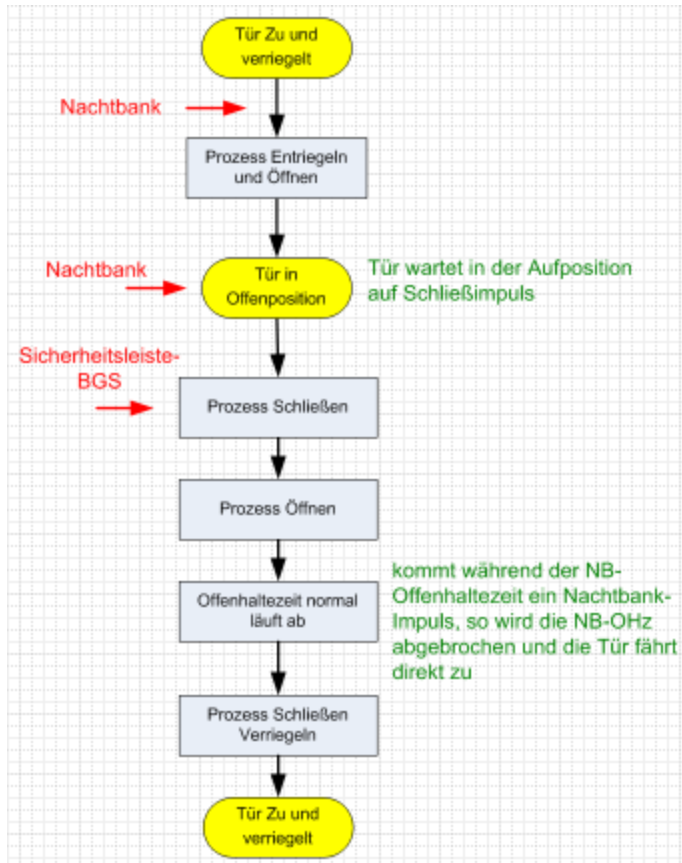 Tür Zu und
verriegelt
Nachtbank
Prozess Entriegeln
und Öffnen
Nachtbank
Tür in
Offenposition
Tür wartet in der Aufposition
auf Schließimpuls
Sicherheitsleiste-
BGS
Prozess Schließen
Prozess Öffnen
Offenhaltezeit normal
läuft ab
kommt während der NB-
Offenhaltezeit ein Nachtbank-
Impuls, so wird die NB-OHz
abgebrochen und die Tür fährt
direkt zu
Prozess Schließen
Verriegeln
Tür Zu und
verriegelt